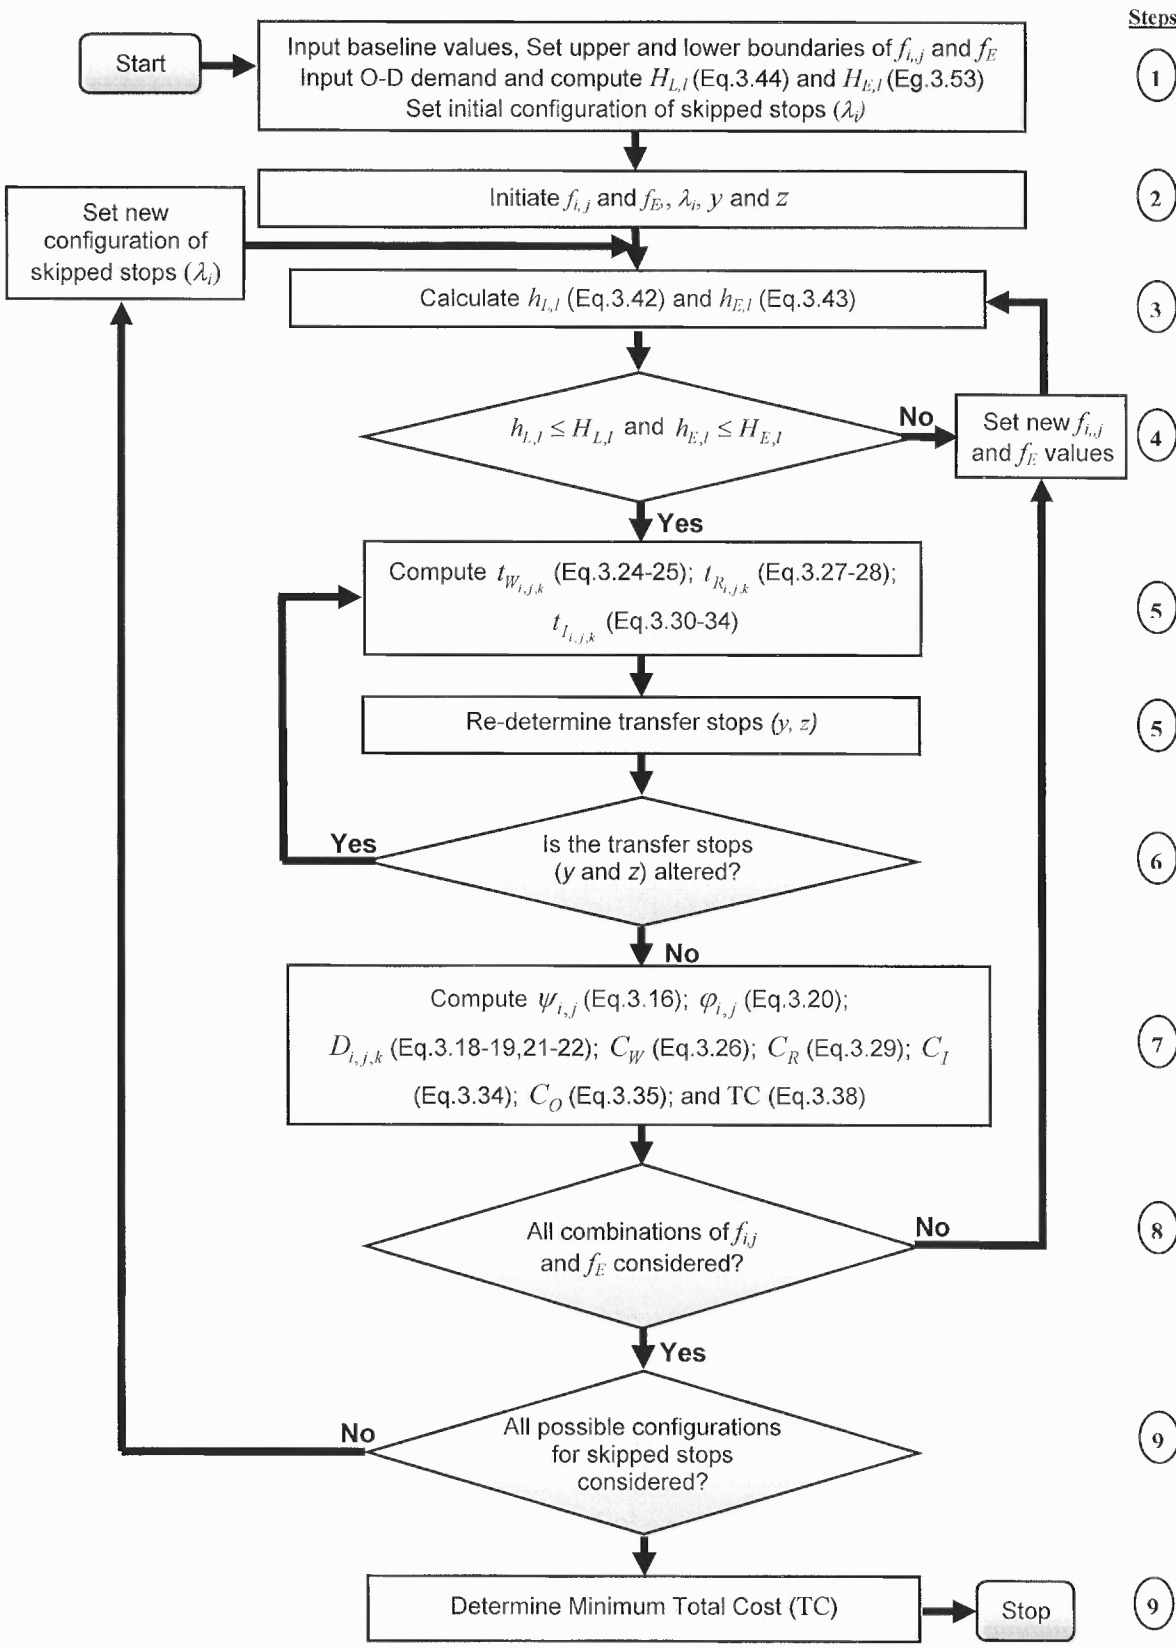 Steps
Start
Input baseline values, Set upper and lower boundaries of f_{i,j} and f_E
Input O-D demand and compute H_{L,l} (Eq.3.44) and H_{E,l} (Eg.3.53)
Set initial configuration of skipped stops (λ_i)
1
Initiate f_{i,j} and f_E, λ_i, y and z
2
Set new
configuration of
skipped stops (λ_i)
Calculate h_{L,l} (Eq.3.42) and h_{E,l} (Eq.3.43)
3
h_{L,l} ≤ H_{L,l} and h_{E,l} ≤ H_{E,l}
No
Set new f_{i,j}
and f_E values
4
Yes
Compute t_{W_{i,j,k}} (Eq.3.24-25); t_{R_{i,j,k}} (Eq.3.27-28);
t_{I_{i,j,k}} (Eq.3.30-34)
5
Re-determine transfer stops (y, z)
5
Yes
Is the transfer stops
(y and z) altered?
6
No
Compute ψ_{i,j} (Eq.3.16); φ_{i,j} (Eq.3.20);
D_{i,j,k} (Eq.3.18-19,21-22); C_W (Eq.3.26); C_R (Eq.3.29); C_I
(Eq.3.34); C_O (Eq.3.35); and TC (Eq.3.38)
7
All combinations of f_{i,j}
and f_E considered?
No
8
Yes
No
All possible configurations
for skipped stops
considered?
9
Determine Minimum Total Cost (TC)
Stop
9